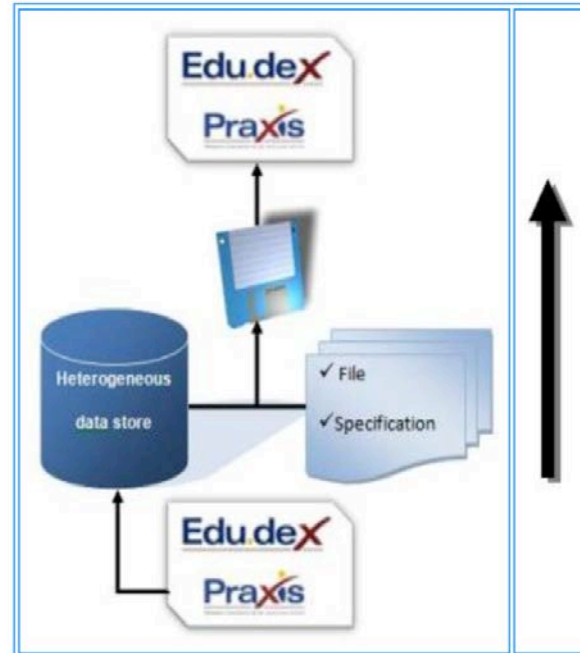 Edu.dex
Praxis
Heterogeneous
data store
✓ File
✓ Specification
Edu.dex
Praxis